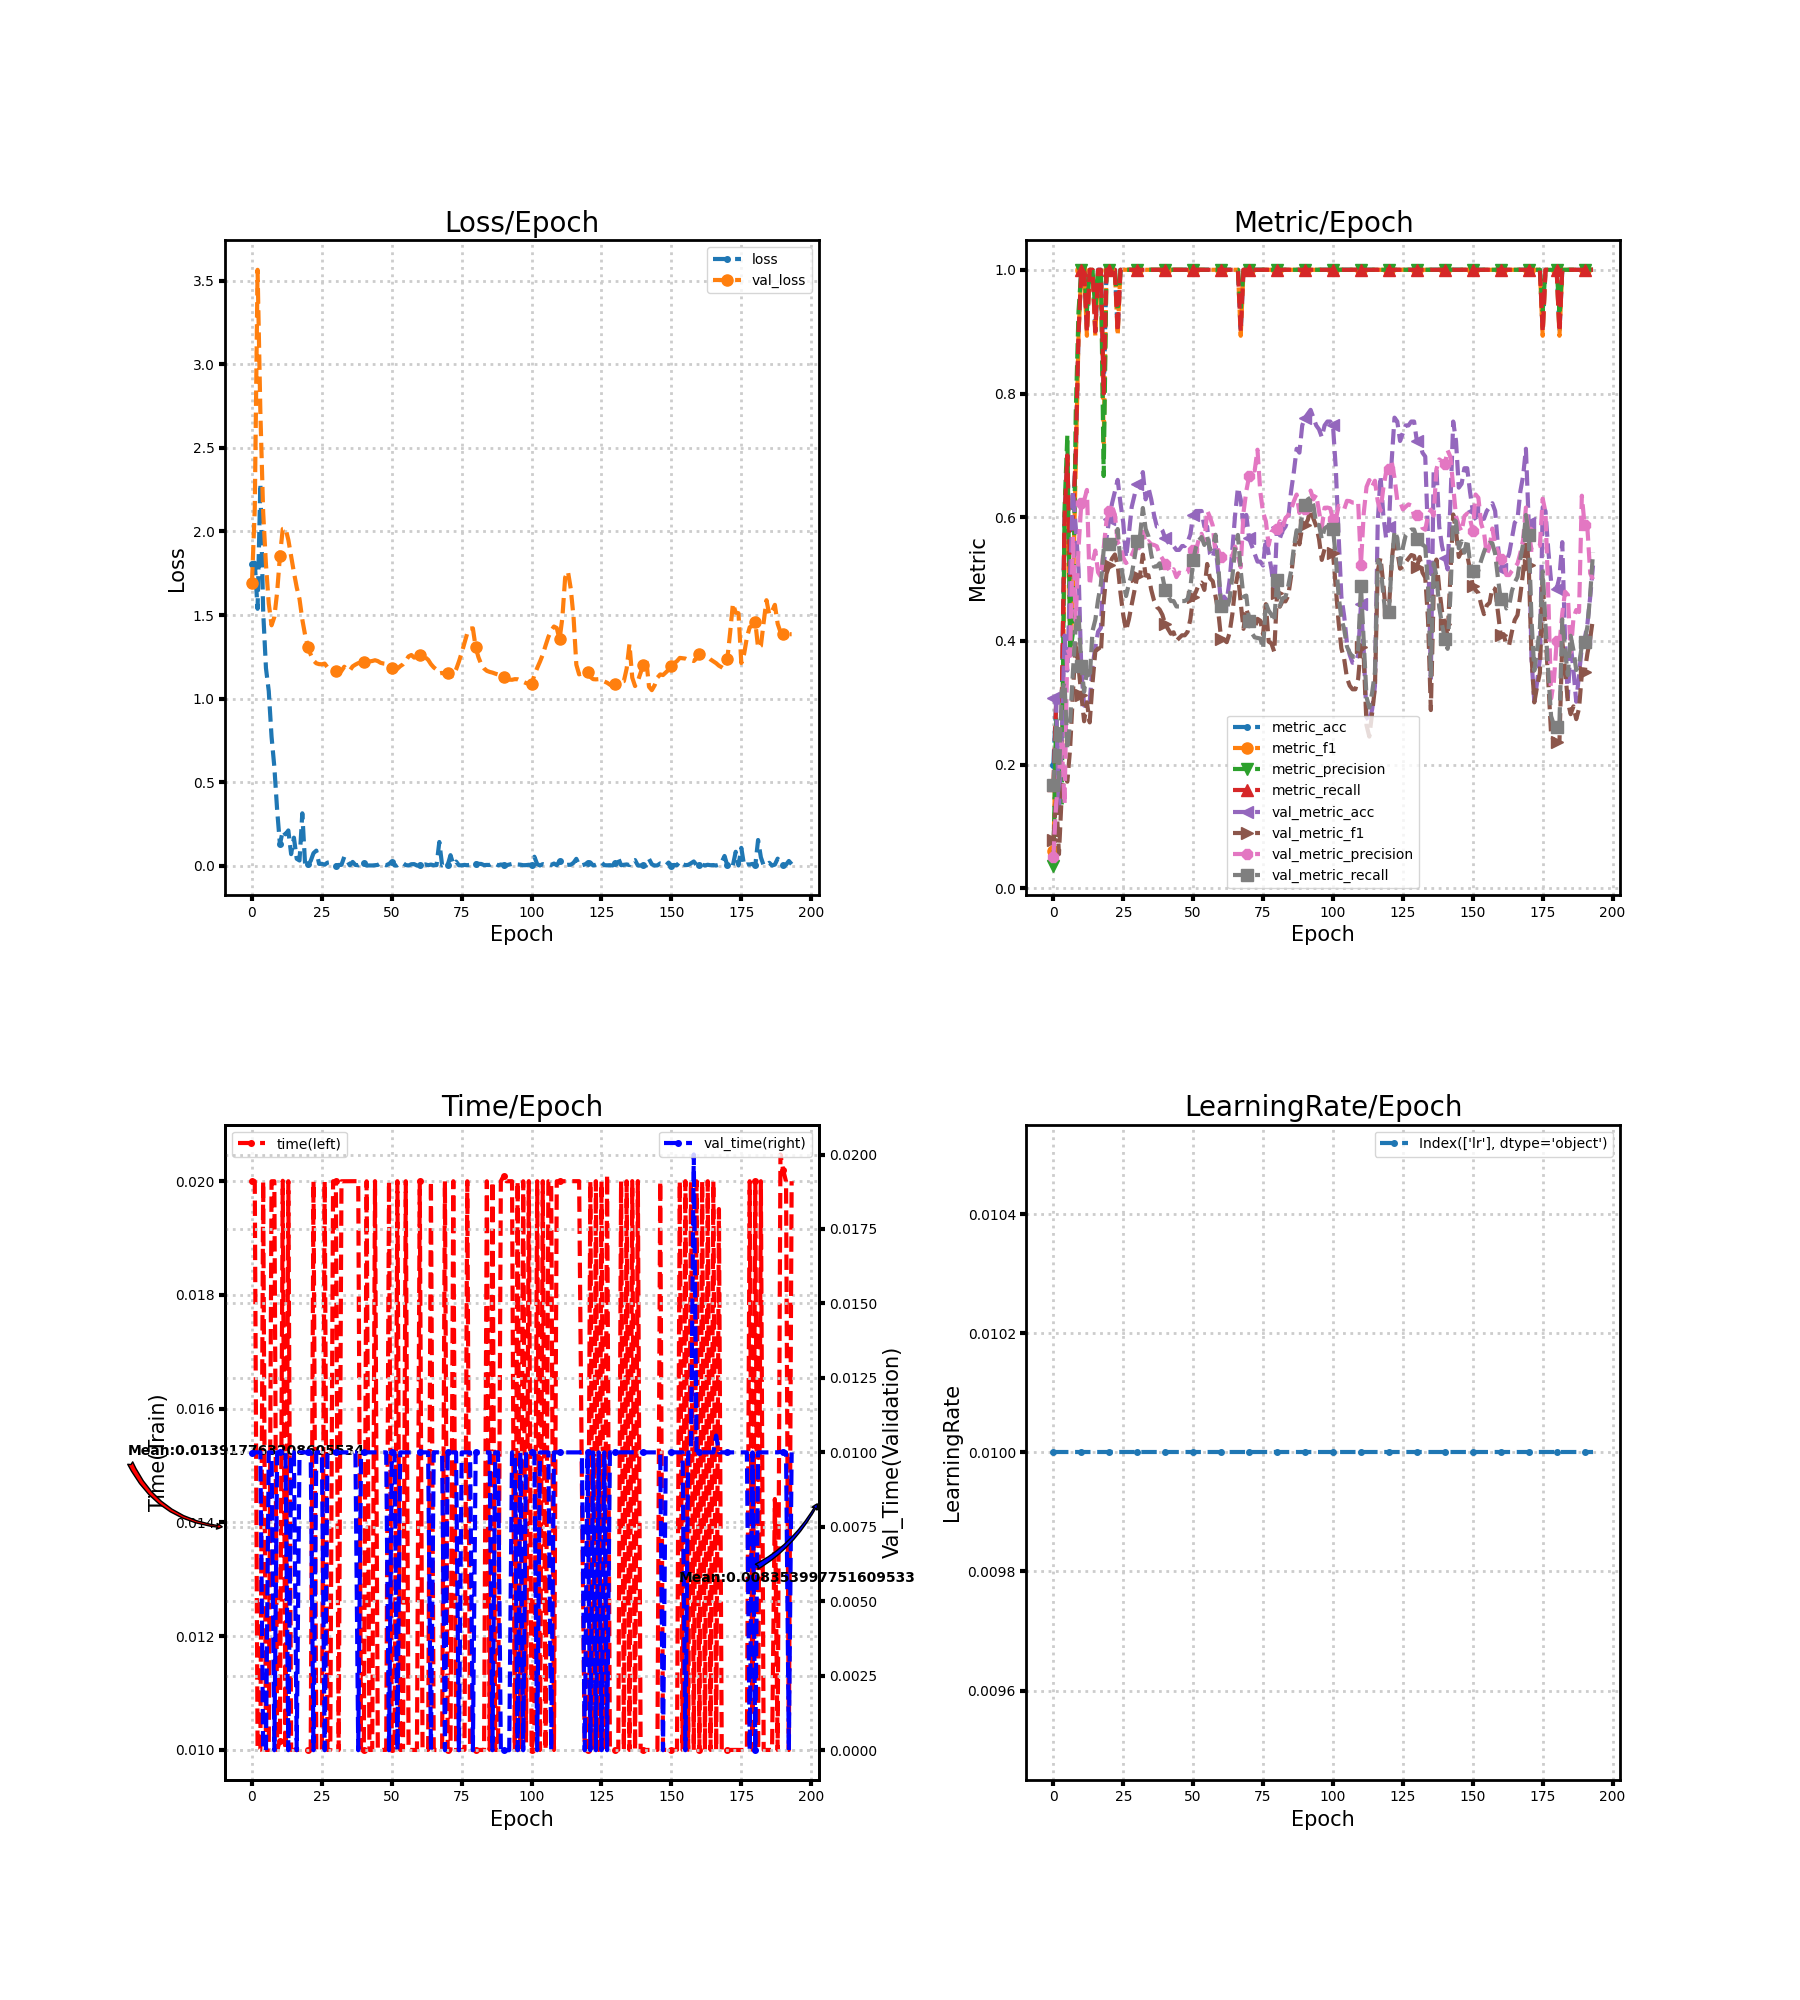 Loss/Epoch
Loss
3.5
3.0
2.5
2.0
1.5
1.0
0.5
0.0
loss
val_loss
0 25 50 75 100 125 150 175 200
Epoch
Metric/Epoch
Metric
1.0
0.8
0.6
0.4
0.2
0.0
metric_acc
metric_f1
metric_precision
metric_recall
val_metric_acc
val_metric_f1
val_metric_precision
val_metric_recall
0 25 50 75 100 125 150 175 200
Epoch
Time/Epoch
time(left)
val_time(right)
Time(Train)
0.020
0.018
0.016
0.014
0.012
0.010
0.0200
0.0175
0.0150
0.0125
0.0100
0.0075
0.0050
0.0025
0.0000
Val_Time(Validation)
Mean:0.008353997751609533
0 25 50 75 100 125 150 175 200
Epoch
LearningRate/Epoch
Index(['lr'], dtype='object')
LearningRate
0.0104
0.0102
0.0100
0.0098
0.0096
0 25 50 75 100 125 150 175 200
Epoch